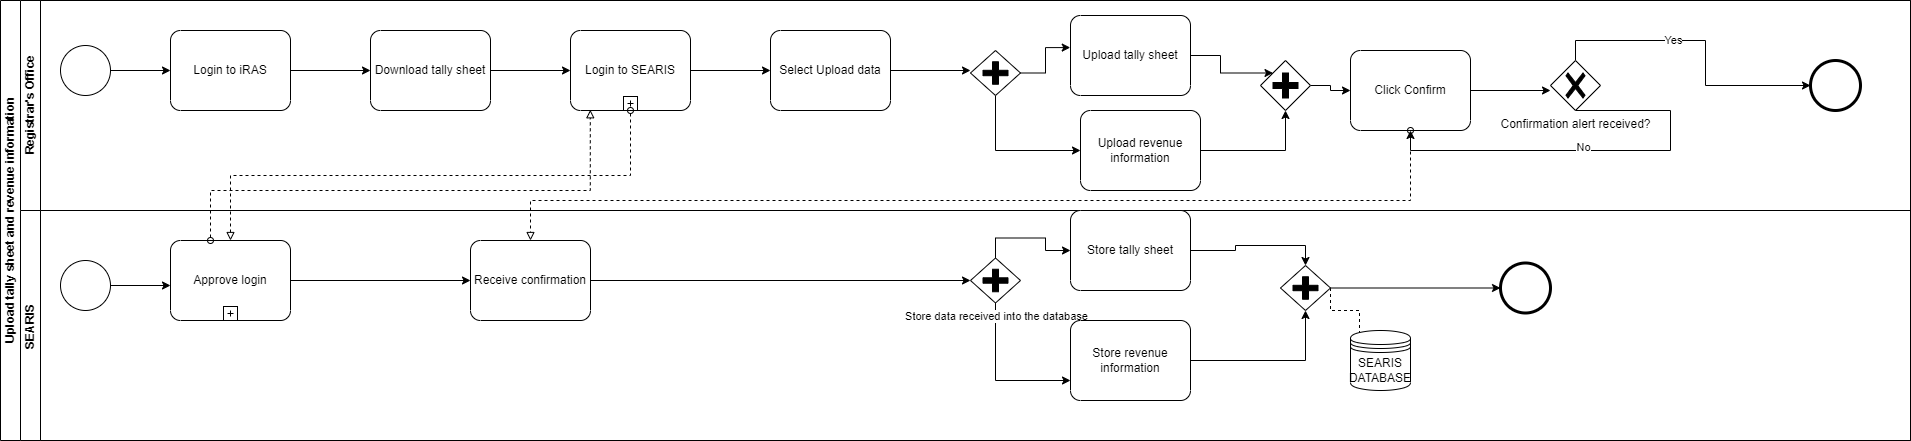 Upload tally sheet and revenue information
Registrar's Office
Login to iRAS
Download tally sheet
Login to SEARIS
Select Upload data
Upload tally sheet
Upload revenue
information
Click Confirm
Yes
Confirmation alert received?
No
SEARIS
Approve login
Receive confirmation
Store data received into the database
Store tally sheet
Store revenue
information
SEARIS
DATABASE